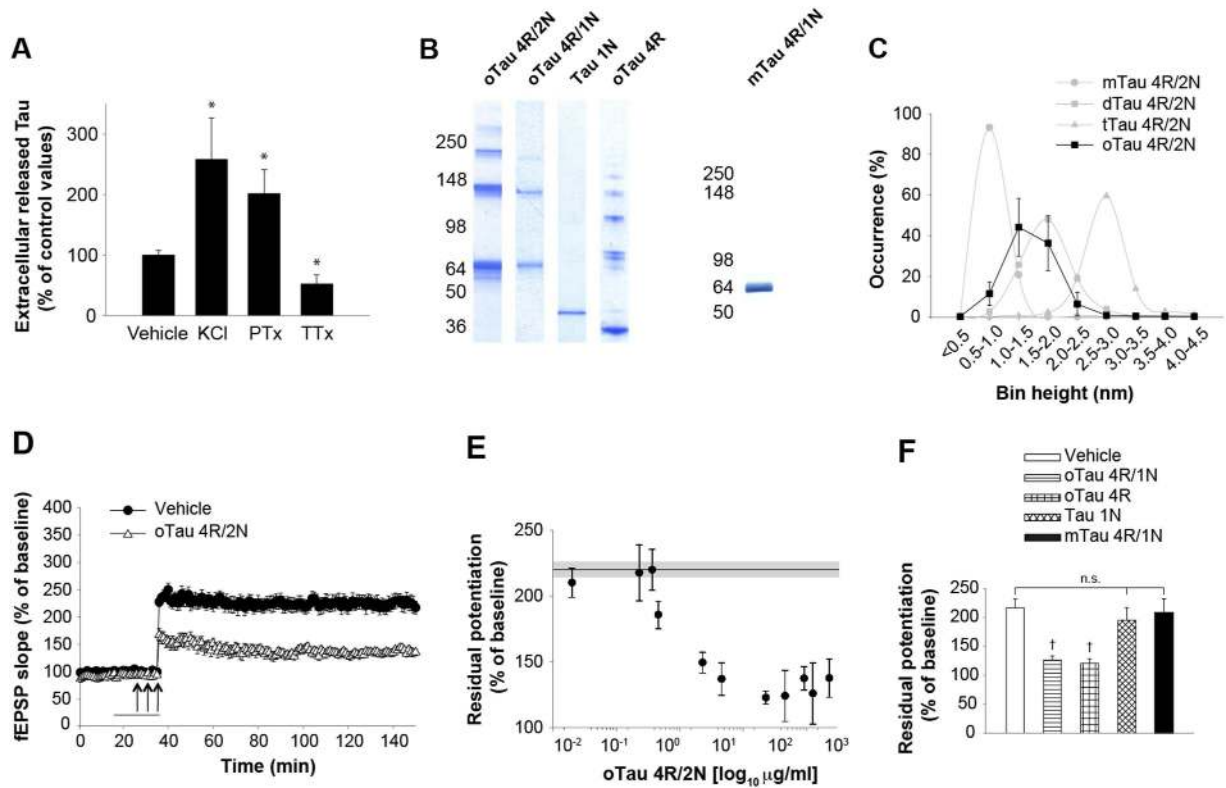 A
Extracellular released Tau
(% of control values)
300
200
100
0
*
*
*
Vehicle KCl PTx TTx
B
oTau 4R/2N
oTau 4R/1N
Tau 1N
oTau 4R
mTau 4R/1N
250
148
98
64
50
36
250
148
98
64
50
C
mTau 4R/2N
dTau 4R/2N
tTau 4R/2N
oTau 4R/2N
Occurrence (%)
100
80
60
40
20
0
<0.5
0.5-1.0
1.0-1.5
1.5-2.0
2.0-2.5
2.5-3.0
3.0-3.5
3.5-4.0
4.0-4.5
Bin height (nm)
D
Vehicle
oTau 4R/2N
fEPSP slope (% of baseline)
400
350
300
250
200
150
100
50
0
0 20 40 60 80 100 120 140
Time (min)
E
Residual potentiation
(% of baseline)
250
200
150
100
10-2 10-1 100 101 102 103
oTau 4R/2N [log10 µg/ml]
F
Vehicle
oTau 4R/1N
oTau 4R
Tau 1N
mTau 4R/1N
Residual potentiation
(% of baseline)
250
200
150
100
50
0
n.s.
† †